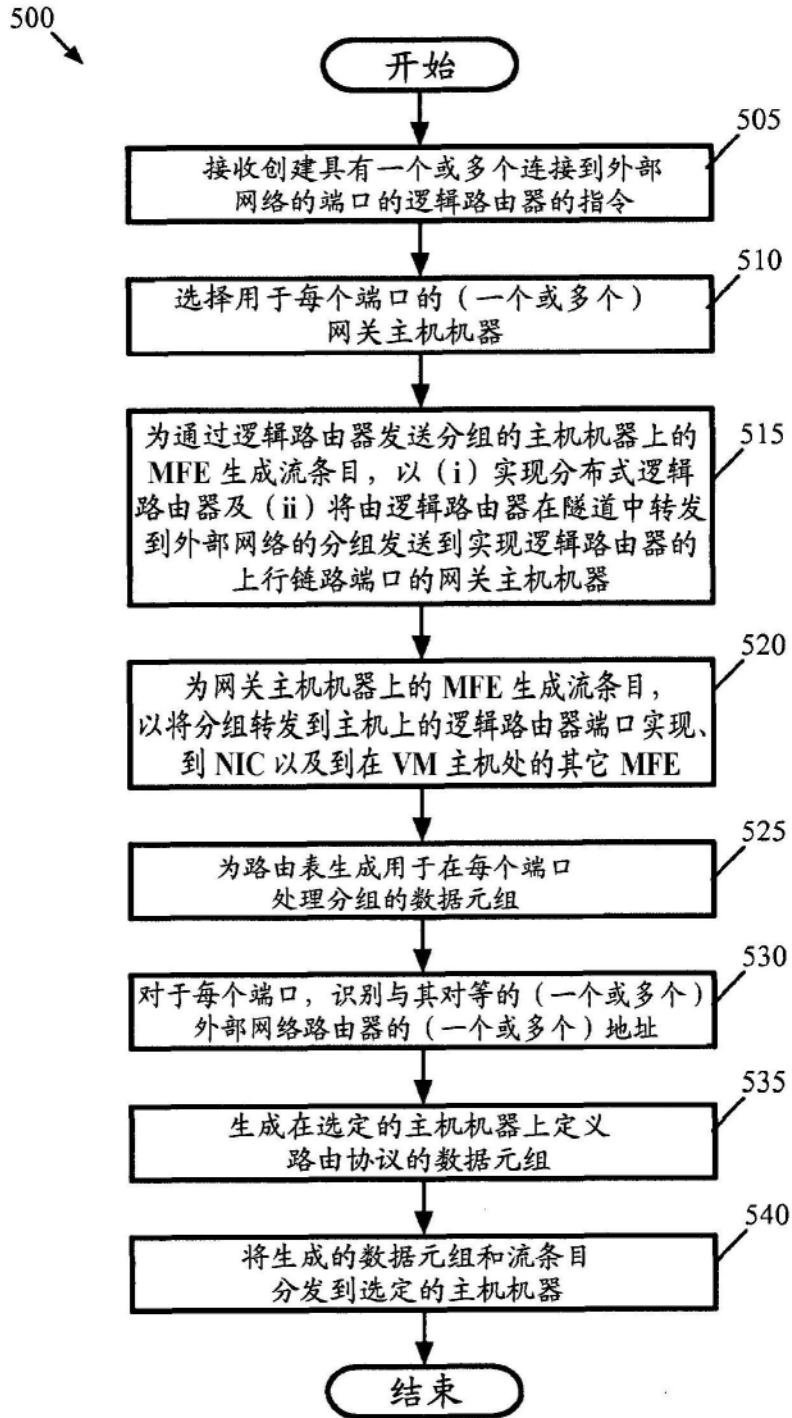 500
开始
505
接收创建具有一个或多个连接到外部
网络的端口的逻辑路由器的指令
510
选择用于每个端口的（一个或多个）
网关主机机器
515
为通过逻辑路由器发送分组的主机机器上的
MFE 生成流条目，以（i）实现分布式逻辑
路由器及（ii）将由逻辑路由器在隧道中转发
到外部网络的分组发送到实现逻辑路由器的
上行链路端口的网关主机机器
520
为网关主机机器上的 MFE 生成流条目，
以将分组转发到主机上的逻辑路由器端口实现、
到 NIC 以及到在 VM 主机处的其它 MFE
525
为路由表生成用于在每个端口
处理分组的数据元组
530
对于每个端口，识别与其对等的（一个或多个）
外部网络路由器的（一个或多个）地址
535
生成在选定的主机机器上定义
路由协议的数据元组
540
将生成的数据元组和流条目
分发到选定的主机机器
结束